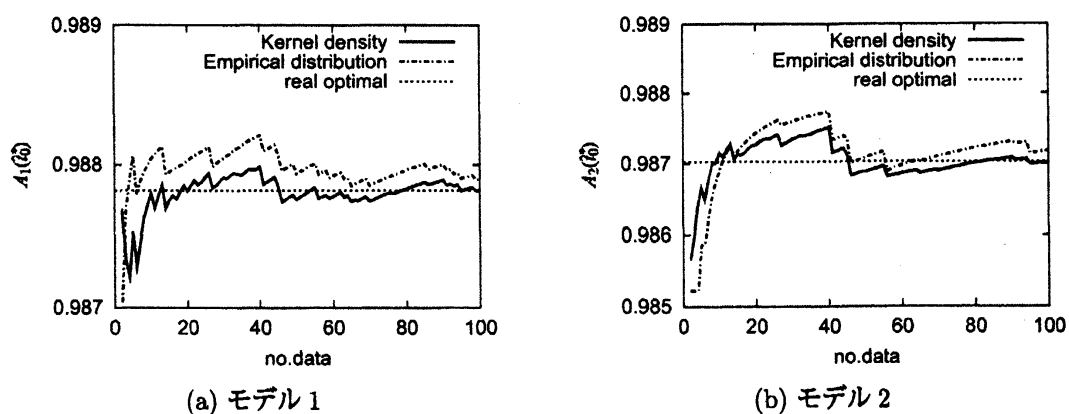 0.989
Kernel density
Empirical distribution
real optimal
0.988
0.987
0
20
40
60
80
100
no.data
(a) モデル 1
0.989
Kernel density
Empirical distribution
real optimal
0.988
0.987
0.986
0.985
0
20
40
60
80
100
no.data
(b) モデル 2